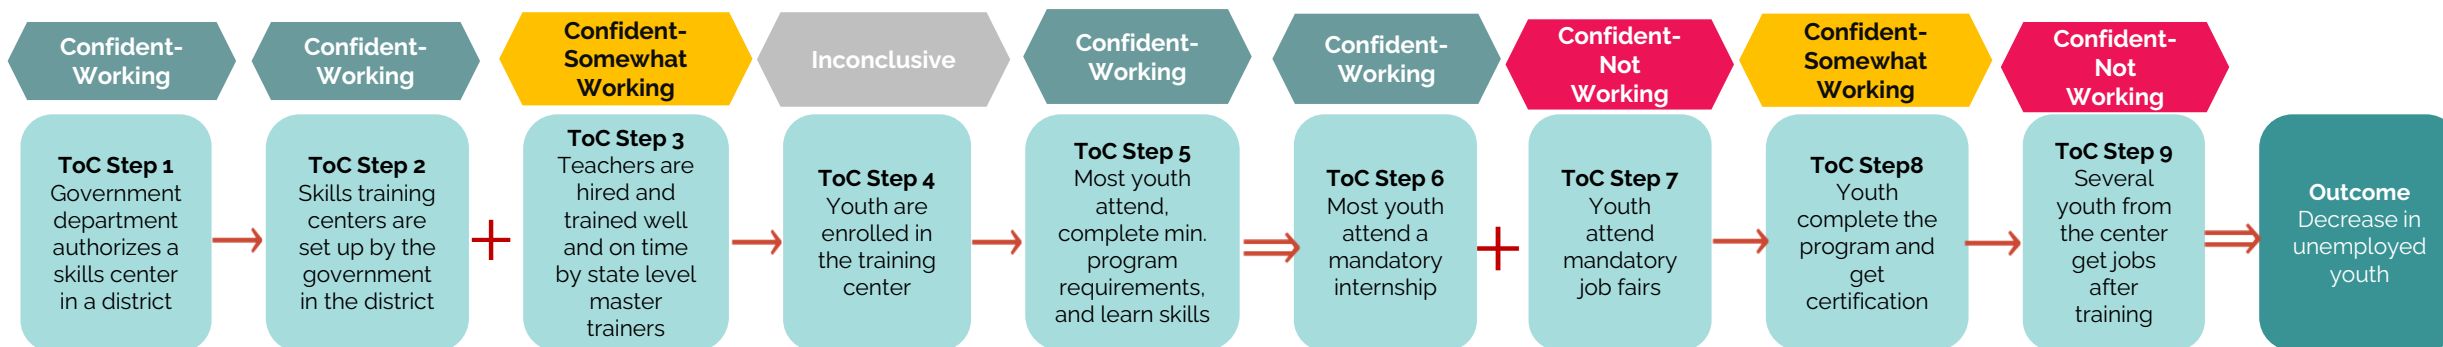 Confident-
Working
Confident-
Working
Confident-
Somewhat
Working
Inconclusive
Confident-
Working
Confident-
Working
Confident-
Not
Working
Confident-
Somewhat
Working
Confident-
Not
Working
ToC Step 1
Government
department
authorizes a
skills center
in a district
ToC Step 2
Skills training
centers are
set up by the
government
in the district
+
ToC Step 3
Teachers are
hired and
trained well
and on time
by state level
master
trainers
ToC Step 4
Youth are
enrolled in
the training
center
ToC Step 5
Most youth
attend,
complete min.
program
requirements,
and learn skills
ToC Step 6
Most youth
attend a
mandatory
internship
+
ToC Step 7
Youth
attend
mandatory
job fairs
ToC Step8
Youth
complete the
program and
get
certification
ToC Step 9
Several
youth from
the center
get jobs
after
training
Outcome
Decrease in
unemployed
youth